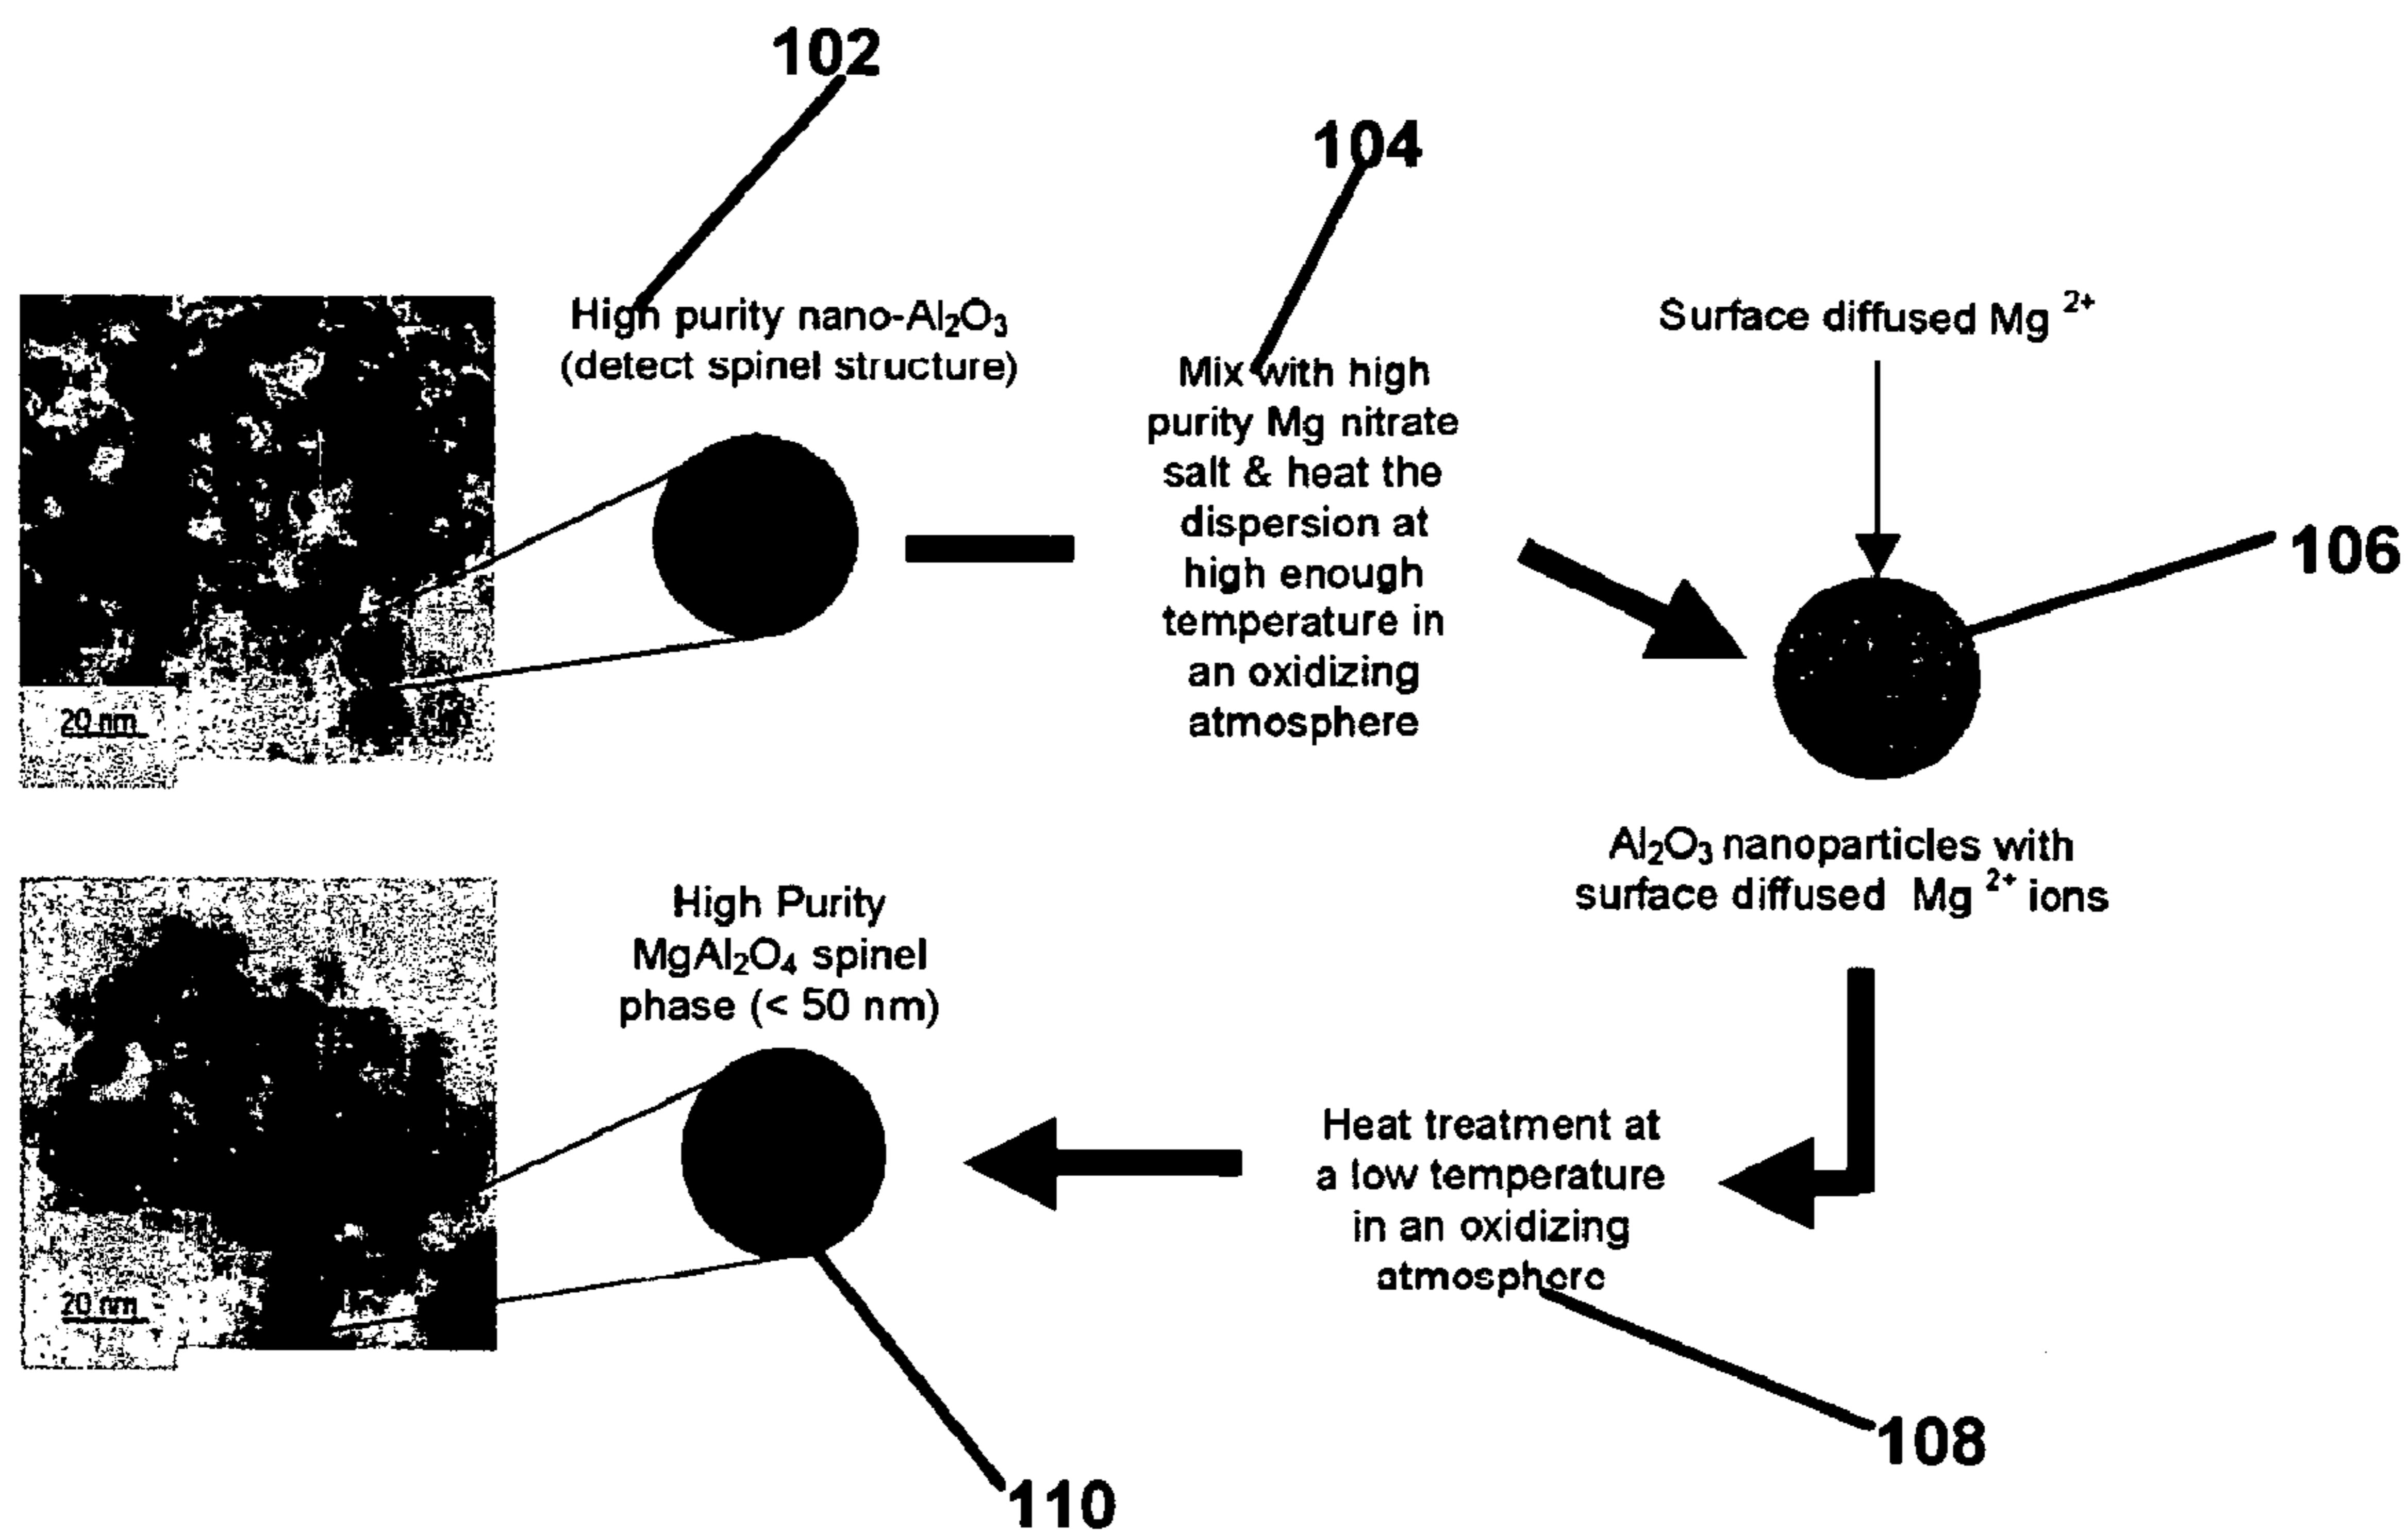 102
104
High purity nano-Al₂O₃
(detect spinel structure)
Mix with high
purity Mg nitrate
salt & heat the
dispersion at
high enough
temperature in
an oxidizing
atmosphere
Surface diffused Mg ²⁺
106
20 nm
Al₂O₃ nanoparticles with
surface diffused Mg ²⁺ ions
High Purity
MgAl₂O₄ spinel
phase (< 50 nm)
Heat treatment at
a low temperature
in an oxidizing
atmosphere
20 nm
108
110